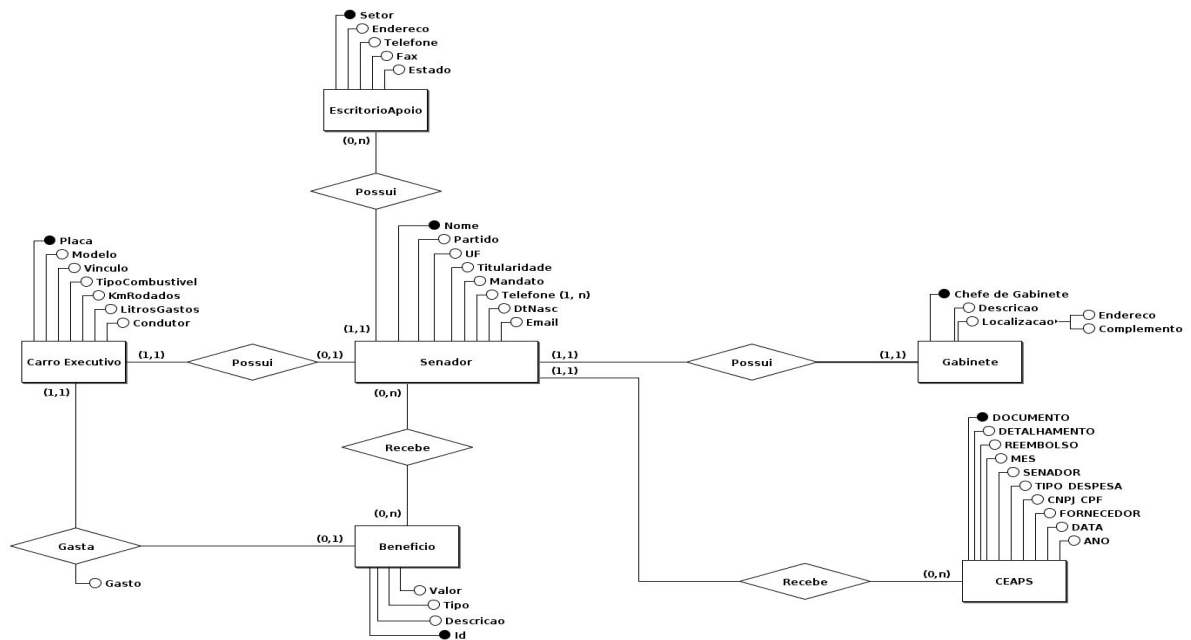 Setor
Endereco
Telefone
Fax
Estado
EscritorioApoio
(0,n)
Possui
(1,1)
Nome
Partido
UF
Titularidade
Mandato
Telefone (1, n)
DtNasc
Email
Senador
Placa
Modelo
Vinculo
TipoCombustivel
KmRodados
LitrosGastos
Condutor
Carro Executivo
(1,1)
Possui
(0,1)
(1,1)
Possui
(1,1)
Chefe de Gabinete
Descricao
Localizacao
Endereco
Complemento
Gabinete
(1,1)
(1,1)
(0,n)
Recebe
(0,n)
Gasta
Gasto
(0,1)
Beneficio
Valor
Tipo
Descricao
Id
DOCUMENTO
DETALHAMENTO
REEMBOLSO
MES
SENADOR
TIPO DESPESA
CNPJ CPF
FORNECEDOR
DATA
ANO
Recebe
(0,n)
CEAPS